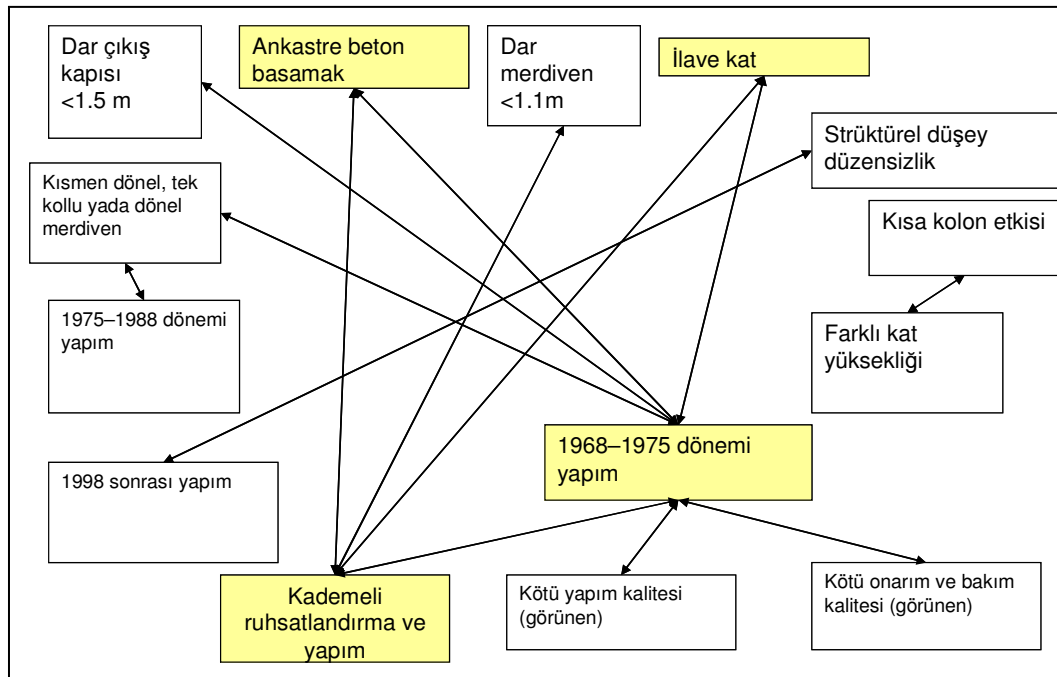 Dar çıkış
kapısı
<1.5 m
Ankastre beton
basamak
Dar
merdiven
<1.1m
İlave kat
Strüktürel düşey
düzensizlik
Kısmen dönel, tek
kollu yada dönel
merdiven
Kısa kolon etkisi
1975–1988 dönemi
yapım
Farklı kat
yüksekliği
1968–1975 dönemi
yapım
1998 sonrası yapım
Kademeli
ruhsatlandırma ve
yapım
Kötü yapım kalitesi
(görünen)
Kötü onarım ve bakım
kalitesi (görünen)